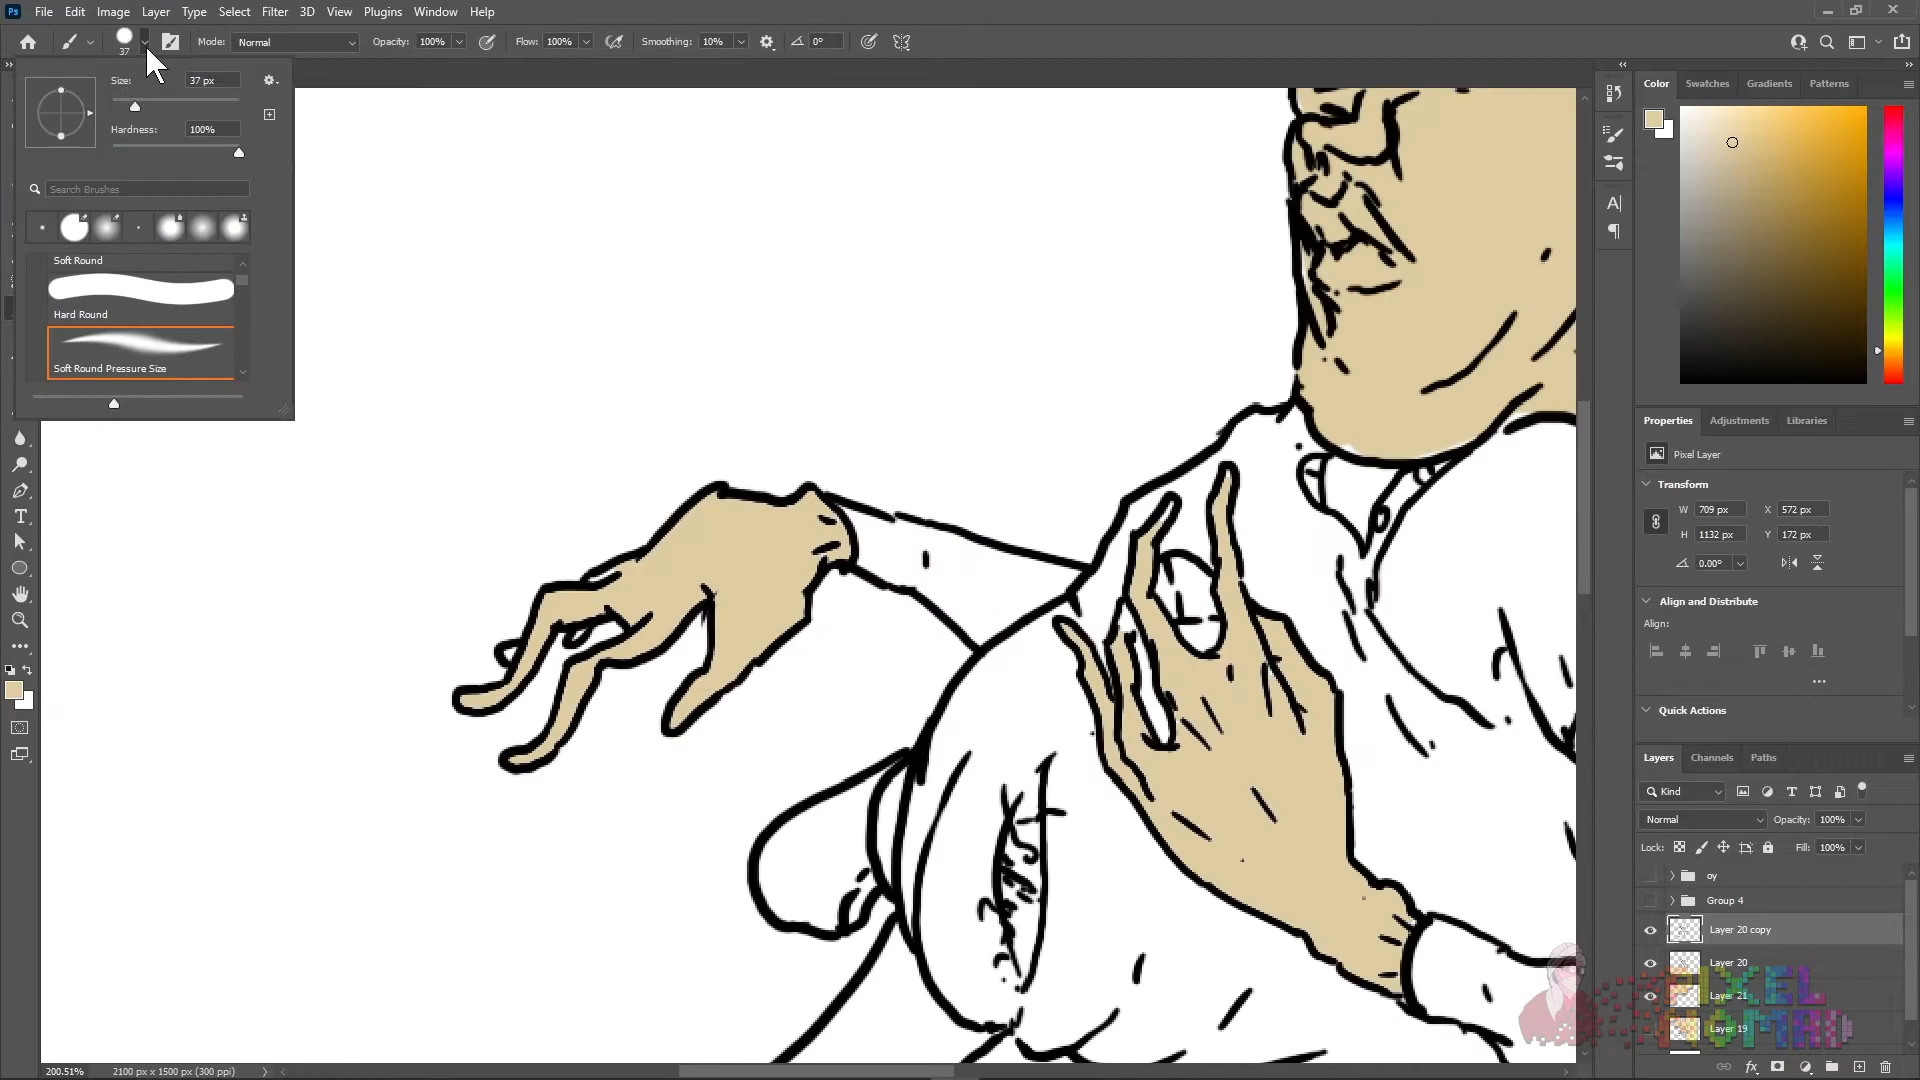 Ps File Edit Image Layer Type Select Filter 3D View Plugins Window Help
37 Mode: Normal Opacity: 100% Flow: 100% Smoothing: 10% 0°
Size: 37 px
Hardness: 100%
Search Brushes
Soft Round
Hard Round
Soft Round Pressure Size
Color Swatches Gradients Patterns
Properties Adjustments Libraries
Pixel Layer
Transform
W 709 px X 572 px
H 1132 px Y 172 px
0.00°
Align and Distribute
Align:
Quick Actions
Layers Channels Paths
Kind
Normal Opacity: 100%
Lock: Fill: 100%
oy
Group 4
Layer 20 copy
Layer 20
Layer 21
Layer 19
PIXEL
200.51% 2100 px x 1500 px (300 ppi)